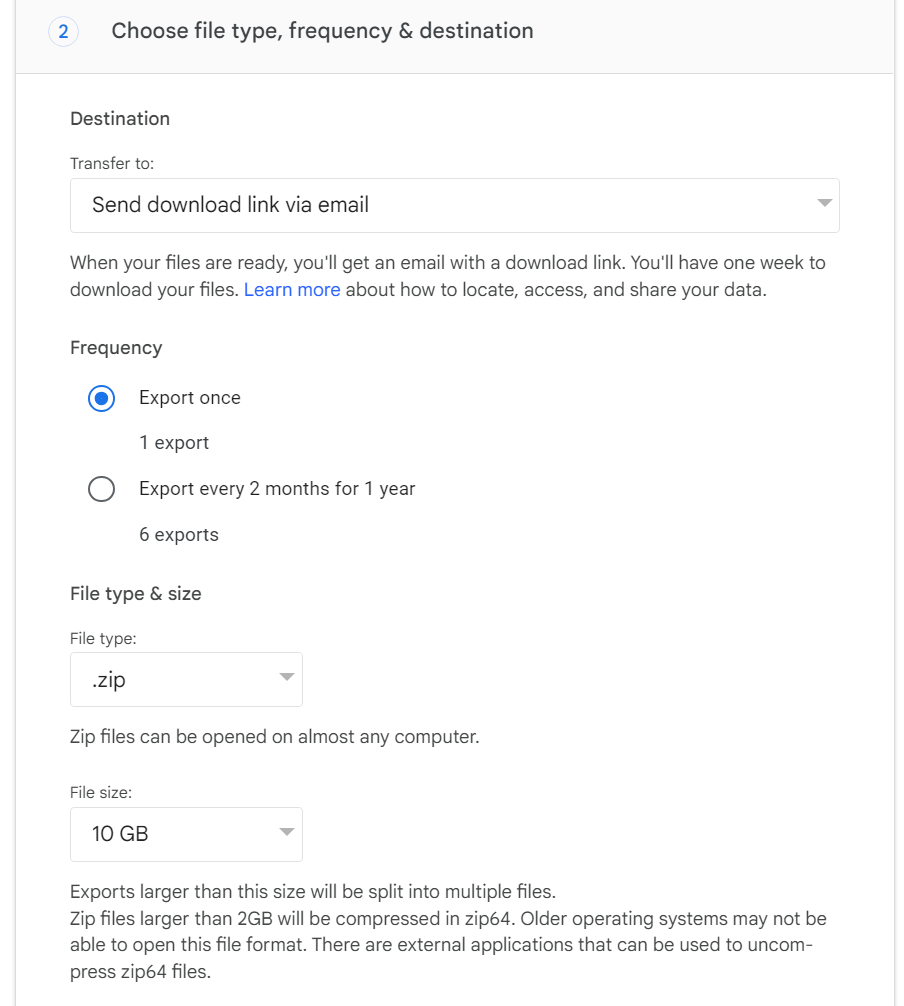 2
Choose file type, frequency & destination
Destination
Transfer to:
Send download link via email
When your files are ready, you'll get an email with a download link. You'll have one week to
download your files. Learn more about how to locate, access, and share your data.
Frequency
Export once
1 export
Export every 2 months for 1 year
6 exports
File type & size
File type:
.zip
Zip files can be opened on almost any computer.
File size:
10 GB
Exports larger than this size will be split into multiple files.
Zip files larger than 2GB will be compressed in zip64. Older operating systems may not be
able to open this file format. There are external applications that can be used to uncom-
press zip64 files.